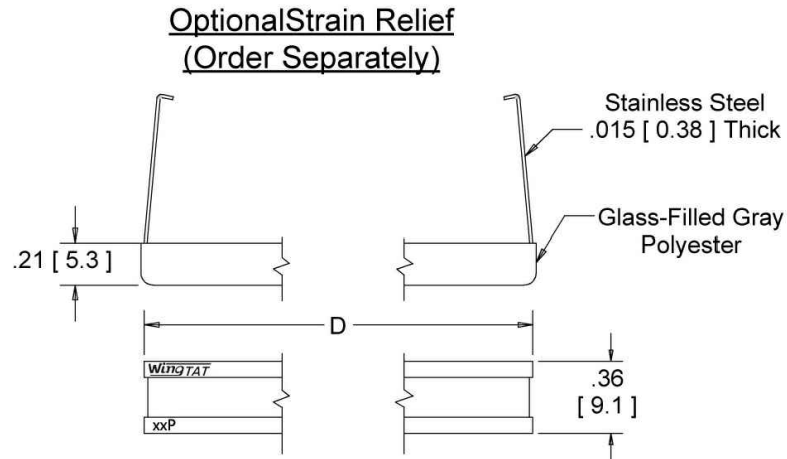 OptionalStrain Relief
(Order Separately)
Stainless Steel
.015 [ 0.38 ] Thick
Glass-Filled Gray
Polyester
.21 [ 5.3 ]
D
WingTAT
.36
[ 9.1 ]
xxP